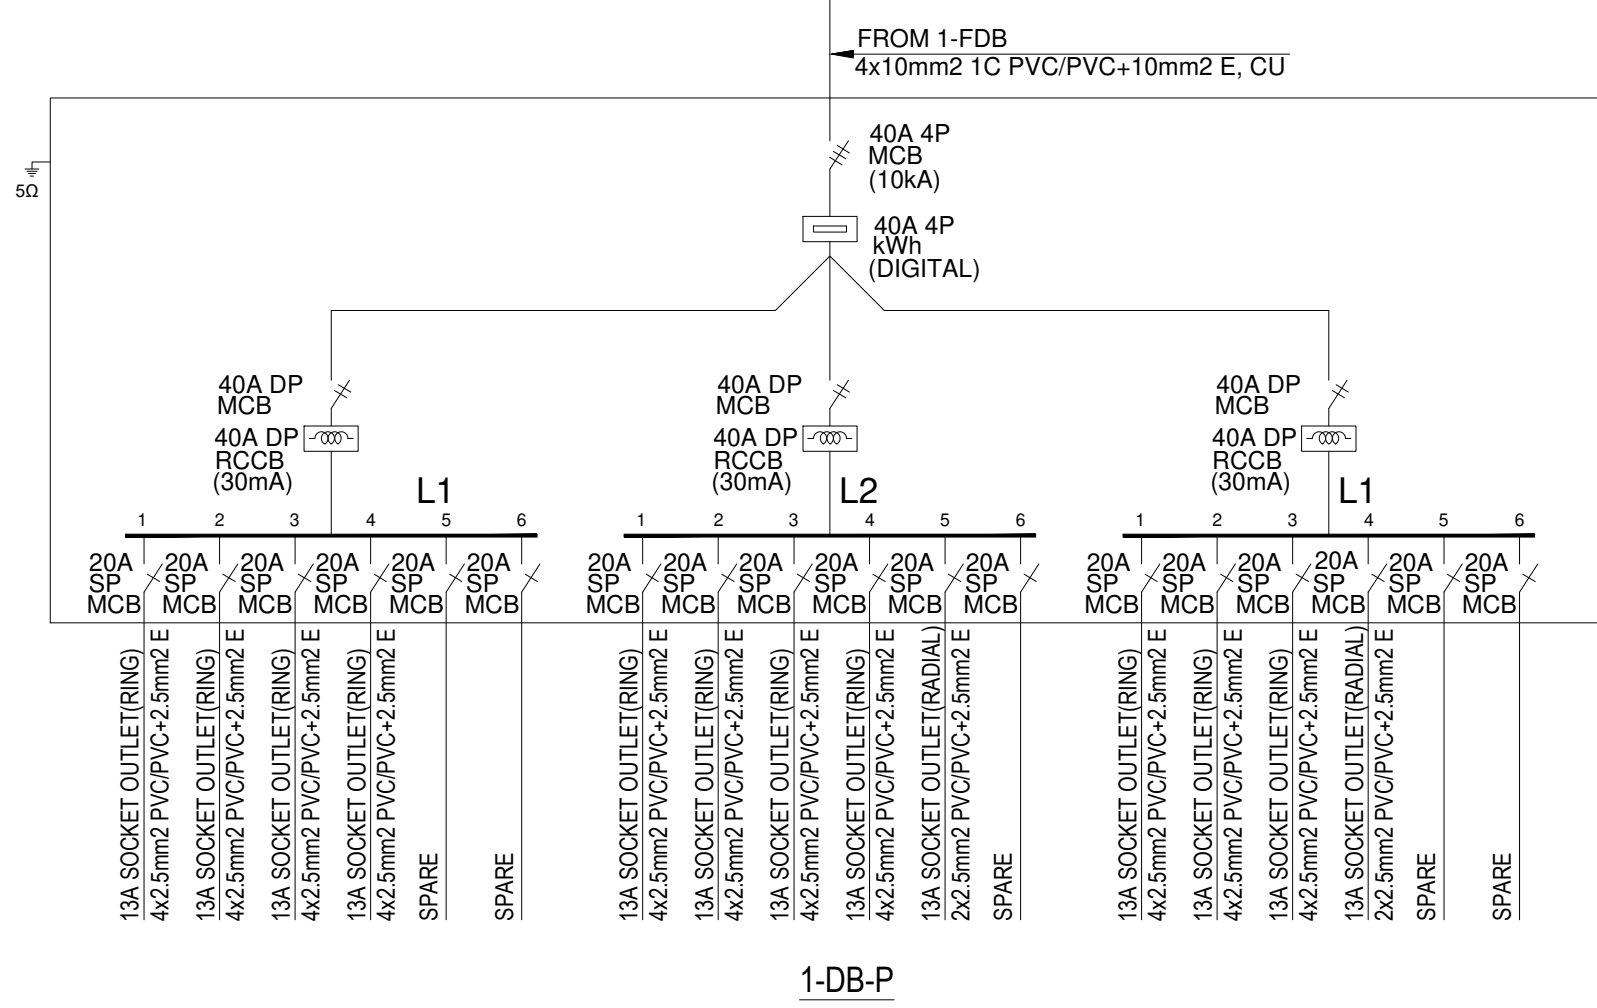 FROM 1-FDB
4x10mm2 1C PVC/PVC+10mm2 E, CU
5Ω
40A 4P
MCB
(10kA)
40A 4P
kWh
(DIGITAL)
40A DP
MCB
40A DP
RCCB
(30mA)
L1
40A DP
MCB
40A DP
RCCB
(30mA)
L2
40A DP
MCB
40A DP
RCCB
(30mA)
L1
1 2 3 4 5 6
1 2 3 4 5 6
1 2 3 4 5 6
20A 20A 20A 20A 20A 20A
SP SP SP SP SP SP
MCB MCB MCB MCB MCB MCB
20A 20A 20A 20A 20A 20A
SP SP SP SP SP SP
MCB MCB MCB MCB MCB MCB
20A 20A 20A 20A 20A 20A
SP SP SP SP SP SP
MCB MCB MCB MCB MCB MCB
13A SOCKET OUTLET(RING)
4x2.5mm2 PVC/PVC+2.5mm2 E
13A SOCKET OUTLET(RING)
4x2.5mm2 PVC/PVC+2.5mm2 E
13A SOCKET OUTLET(RING)
4x2.5mm2 PVC/PVC+2.5mm2 E
13A SOCKET OUTLET(RING)
4x2.5mm2 PVC/PVC+2.5mm2 E
SPARE
SPARE
13A SOCKET OUTLET(RING)
4x2.5mm2 PVC/PVC+2.5mm2 E
13A SOCKET OUTLET(RING)
4x2.5mm2 PVC/PVC+2.5mm2 E
13A SOCKET OUTLET(RING)
4x2.5mm2 PVC/PVC+2.5mm2 E
13A SOCKET OUTLET(RING)
4x2.5mm2 PVC/PVC+2.5mm2 E
13A SOCKET OUTLET(RADIAL)
2x2.5mm2 PVC/PVC+2.5mm2 E
SPARE
13A SOCKET OUTLET(RING)
4x2.5mm2 PVC/PVC+2.5mm2 E
13A SOCKET OUTLET(RING)
4x2.5mm2 PVC/PVC+2.5mm2 E
13A SOCKET OUTLET(RING)
4x2.5mm2 PVC/PVC+2.5mm2 E
13A SOCKET OUTLET(RADIAL)
2x2.5mm2 PVC/PVC+2.5mm2 E
SPARE
SPARE
1-DB-P